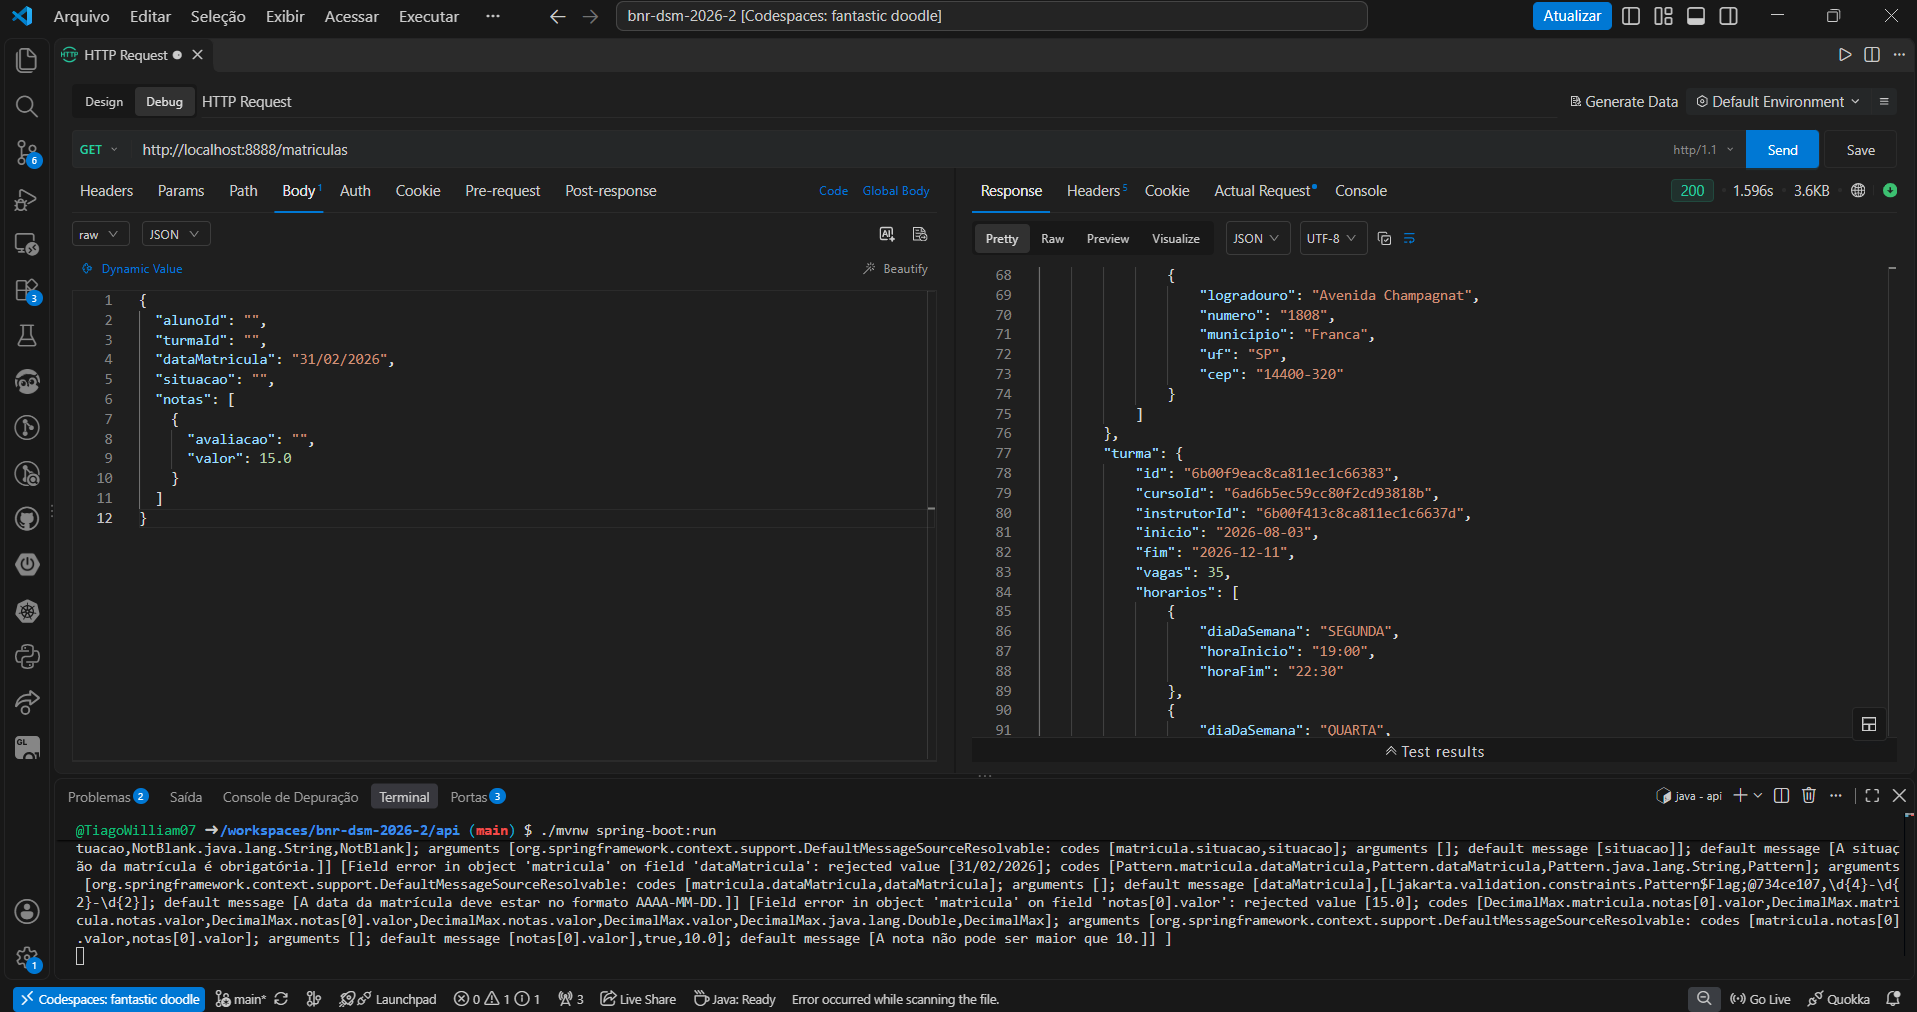 Arquivo Editar Seleção Exibir Acessar Executar ··· bnr-dsm-2026-2 [Codespaces: fantastic doodle] Atualizar
HTTP HTTP Request
Design Debug HTTP Request Generate Data Default Environment
GET http://localhost:8888/matriculas http/1.1 Send Save
Headers Params Path Body 1 Auth Cookie Pre-request Post-response Code Global Body
Response Headers 5 Cookie Actual Request Console 200 1.596s 3.6KB
raw JSON AI
Pretty Raw Preview Visualize JSON UTF-8
Dynamic Value Beautify
1 {
2 "alunoId": "",
3 "turmaId": "",
4 "dataMatricula": "31/02/2026",
5 "situacao": "",
6 "notas": [
7 {
8 "avaliacao": "",
9 "valor": 15.0
10 }
11 ]
12 }
68 {
69 "logradouro": "Avenida Champagnat",
70 "numero": "1808",
71 "municipio": "Franca",
72 "uf": "SP",
73 "cep": "14400-320"
74 }
75 ]
76 },
77 "turma": {
78 "id": "6b00f9eac8ca811ec1c66383",
79 "cursoId": "6ad6b5ec59cc80f2cd93818b",
80 "instrutorId": "6b00f413c8ca811ec1c6637d",
81 "inicio": "2026-08-03",
82 "fim": "2026-12-11",
83 "vagas": 35,
84 "horarios": [
85 {
86 "diaDaSemana": "SEGUNDA",
87 "horaInicio": "19:00",
88 "horaFim": "22:30"
89 },
90 {
91 "diaDaSemana": "QUARTA",
Test results
6
3
GL
1
Problemas 2 Saída Console de Depuração Terminal Portas 3 java - api
@TiagoWilliam07 ➜/workspaces/bnr-dsm-2026-2/api (main) $ ./mvnw spring-boot:run
tuacao,NotBlank.java.lang.String,NotBlank]; arguments [org.springframework.context.support.DefaultMessageSourceResolvable: codes [matricula.situacao,situacao]; arguments []; default message [situacao]]; default message [A situaç
ão da matrícula é obrigatória.]] [Field error in object 'matricula' on field 'dataMatricula': rejected value [31/02/2026]; codes [Pattern.matricula.dataMatricula,Pattern.dataMatricula,Pattern.java.lang.String,Pattern]; arguments
[org.springframework.context.support.DefaultMessageSourceResolvable: codes [matricula.dataMatricula,dataMatricula]; arguments []; default message [dataMatricula],[Ljakarta.validation.constraints.Pattern$Flag;@734ce107,\d{4}-\d{
2}-\d{2}]; default message [A data da matrícula deve estar no formato AAAA-MM-DD.]] [Field error in object 'matricula' on field 'notas[0].valor': rejected value [15.0]; codes [DecimalMax.matricula.notas[0].valor,DecimalMax.matri
cula.notas.valor,DecimalMax.notas[0].valor,DecimalMax.notas.valor,DecimalMax.valor,DecimalMax.java.lang.Double,DecimalMax]; arguments [org.springframework.context.support.DefaultMessageSourceResolvable: codes [matricula.notas[0]
.valor,notas[0].valor]; arguments []; default message [notas[0].valor],true,10.0]; default message [A nota não pode ser maior que 10.]] ]
Codespaces: fantastic doodle main* Launchpad 0 1 1 3 Live Share Java: Ready Error occurred while scanning the file. Go Live Quokka